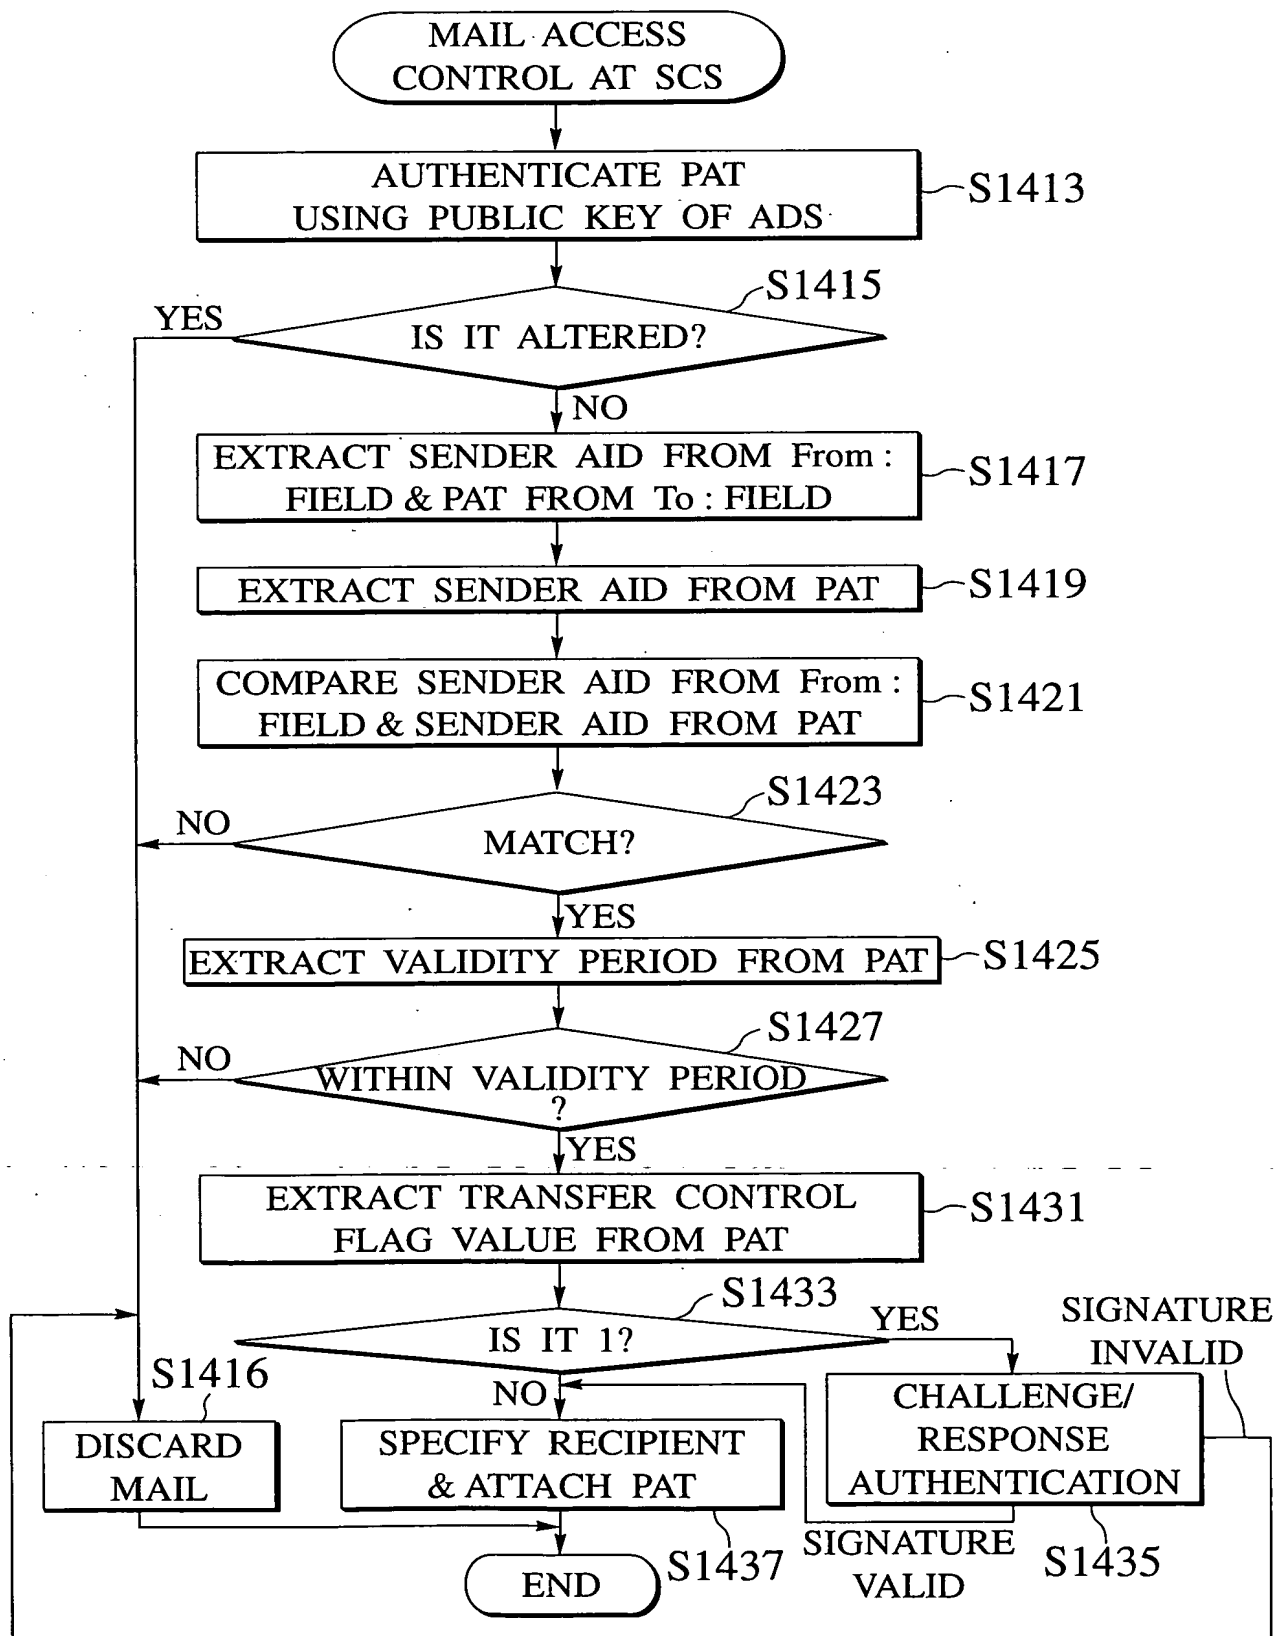 MAIL ACCESS
CONTROL AT SCS
AUTHENTICATE PAT
USING PUBLIC KEY OF ADS
S1413
S1415
YES
IS IT ALTERED?
NO
EXTRACT SENDER AID FROM From :
FIELD & PAT FROM To : FIELD
S1417
EXTRACT SENDER AID FROM PAT
S1419
COMPARE SENDER AID FROM From :
FIELD & SENDER AID FROM PAT
S1421
S1423
NO
MATCH?
YES
EXTRACT VALIDITY PERIOD FROM PAT
S1425
S1427
NO
WITHIN VALIDITY PERIOD
?
YES
EXTRACT TRANSFER CONTROL
FLAG VALUE FROM PAT
S1431
S1433
IS IT 1?
YES
SIGNATURE
INVALID
NO
S1416
DISCARD
MAIL
SPECIFY RECIPIENT
& ATTACH PAT
CHALLENGE/
RESPONSE
AUTHENTICATION
S1437
SIGNATURE
VALID
S1435
END